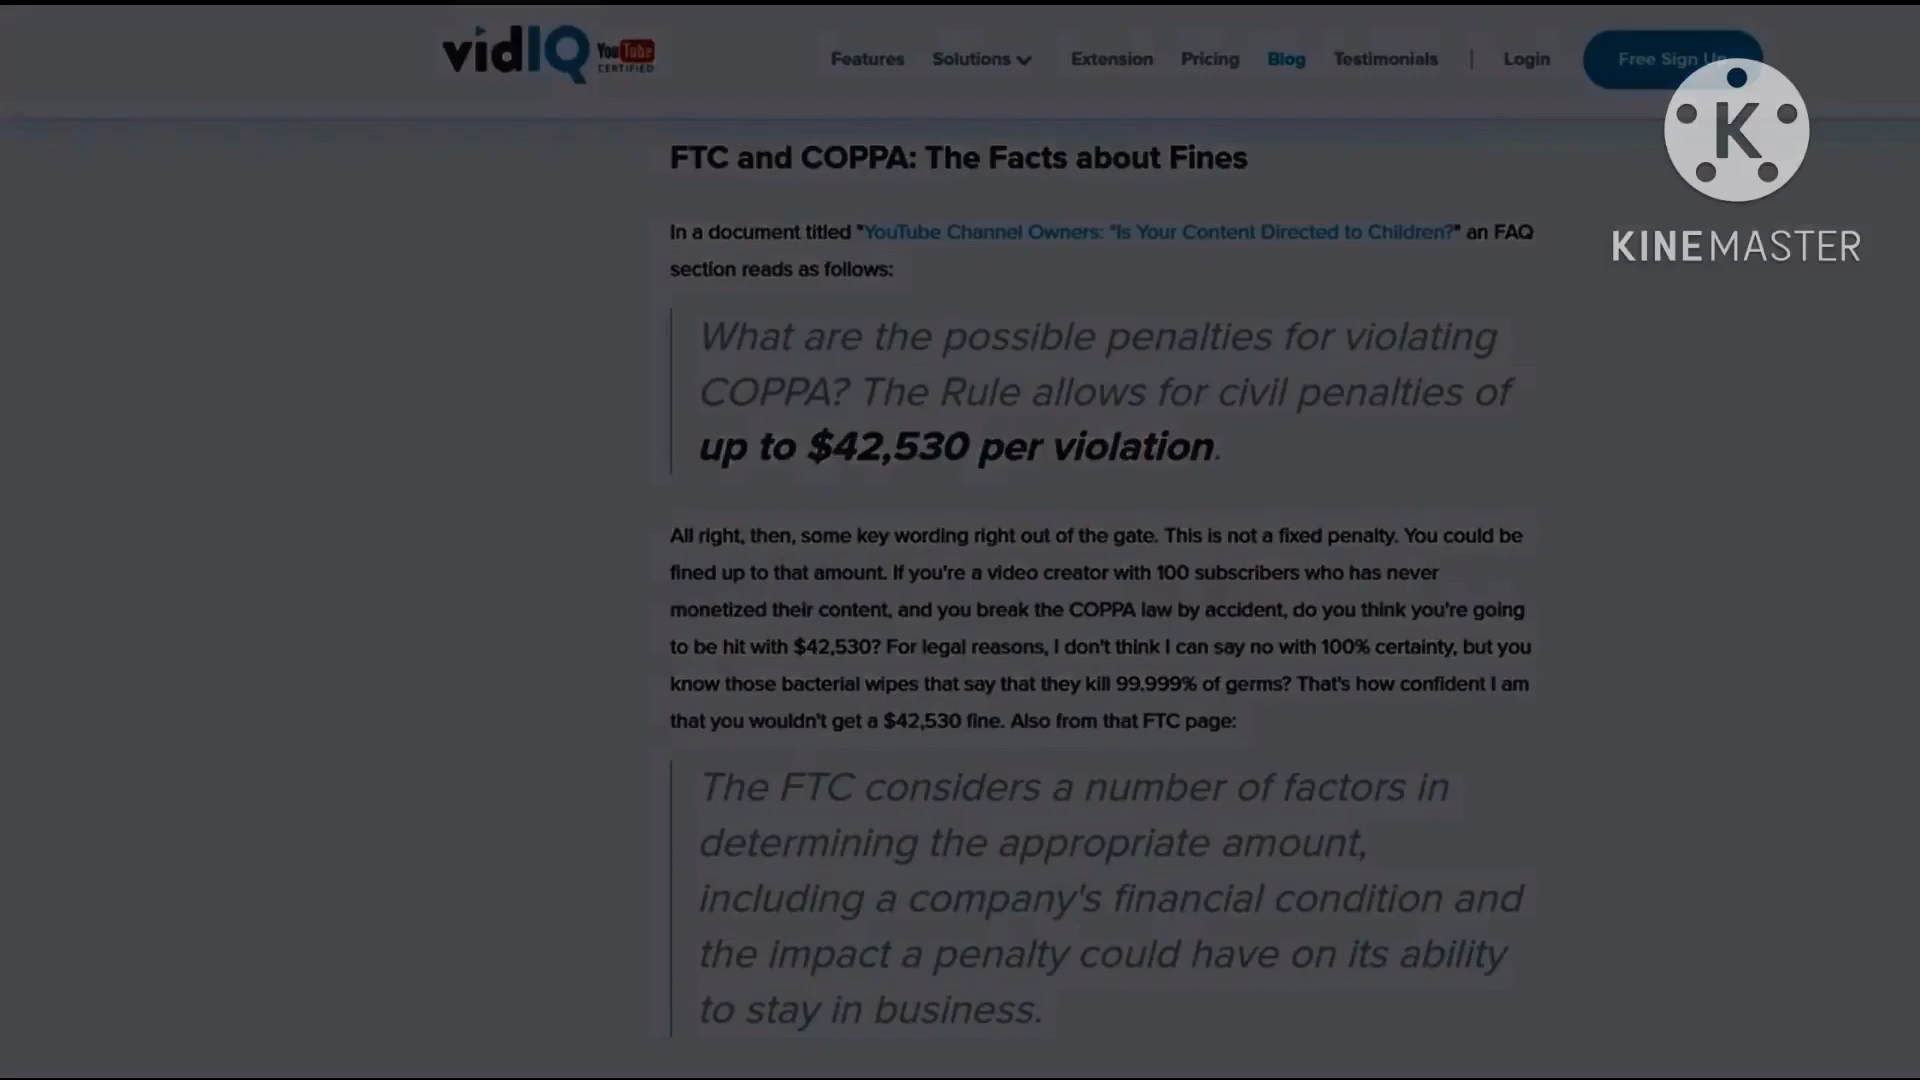 vidIQ YouTube CERTIFIED
Features Solutions Extension Pricing Blog Testimonials | Login Free Sign Up
K
KINEMASTER
FTC and COPPA: The Facts about Fines
In a document titled "YouTube Channel Owners: "Is Your Content Directed to Children?" an FAQ
section reads as follows:
What are the possible penalties for violating
COPPA? The Rule allows for civil penalties of
up to $42,530 per violation.
All right, then, some key wording right out of the gate. This is not a fixed penalty. You could be
fined up to that amount. If you're a video creator with 100 subscribers who has never
monetized their content, and you break the COPPA law by accident, do you think you're going
to be hit with $42,530? For legal reasons, I don't think I can say no with 100% certainty, but you
know those bacterial wipes that say that they kill 99.999% of germs? That's how confident I am
that you wouldn't get a $42,530 fine. Also from that FTC page:
The FTC considers a number of factors in
determining the appropriate amount,
including a company's financial condition and
the impact a penalty could have on its ability
to stay in business.